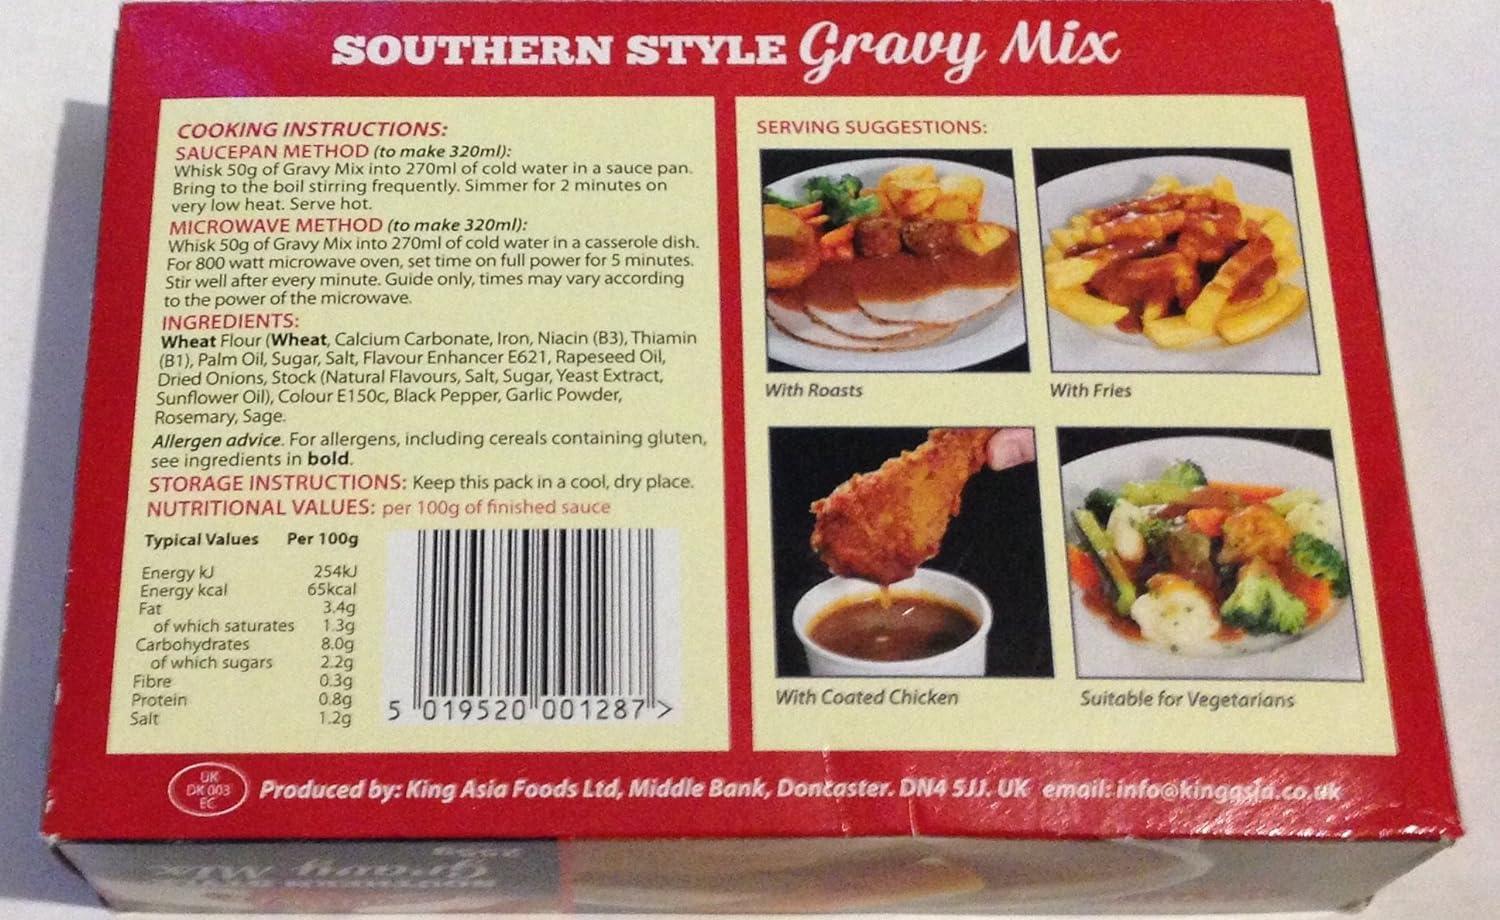 SOUTHERN STYLE Gravy Mix
COOKING INSTRUCTIONS:
SAUCEPAN METHOD (to make 320ml):
Whisk 50g of Gravy Mix into 270ml of cold water in a sauce pan.
Bring to the boil stirring frequently. Simmer for 2 minutes on
very low heat. Serve hot.
MICROWAVE METHOD (to make 320ml):
Whisk 50g of Gravy Mix into 270ml of cold water in a casserole dish.
For 800 watt microwave oven, set time on full power for 5 minutes.
Stir well after every minute. Guide only, times may vary according
to the power of the microwave.
INGREDIENTS:
Wheat Flour (Wheat, Calcium Carbonate, Iron, Niacin (B3), Thiamin
(B1), Palm Oil, Sugar, Salt, Flavour Enhancer E621, Rapeseed Oil,
Dried Onions, Stock (Natural Flavours, Salt, Sugar, Yeast Extract,
Sunflower Oil), Colour E150c, Black Pepper, Garlic Powder,
Rosemary, Sage.
Allergen advice. For allergens, including cereals containing gluten,
see ingredients in bold.
STORAGE INSTRUCTIONS: Keep this pack in a cool, dry place.
NUTRITIONAL VALUES: per 100g of finished sauce
Typical Values Per 100g
Energy kJ 254kJ
Energy kcal 65kcal
Fat 3.4g
of which saturates 1.3g
Carbohydrates 8.0g
of which sugars 2.2g
Fibre 0.3g
Protein 0.8g
Salt 1.2g
5 019520 001287 >
SERVING SUGGESTIONS:
With Roasts
With Fries
With Coated Chicken
Suitable for Vegetarians
UK
DK 003
EC
Produced by: King Asia Foods Ltd, Middle Bank, Doncaster. DN4 5JJ. UK email: info@kingasia.co.uk
SOUTHERN STYLE
Gravy Mix